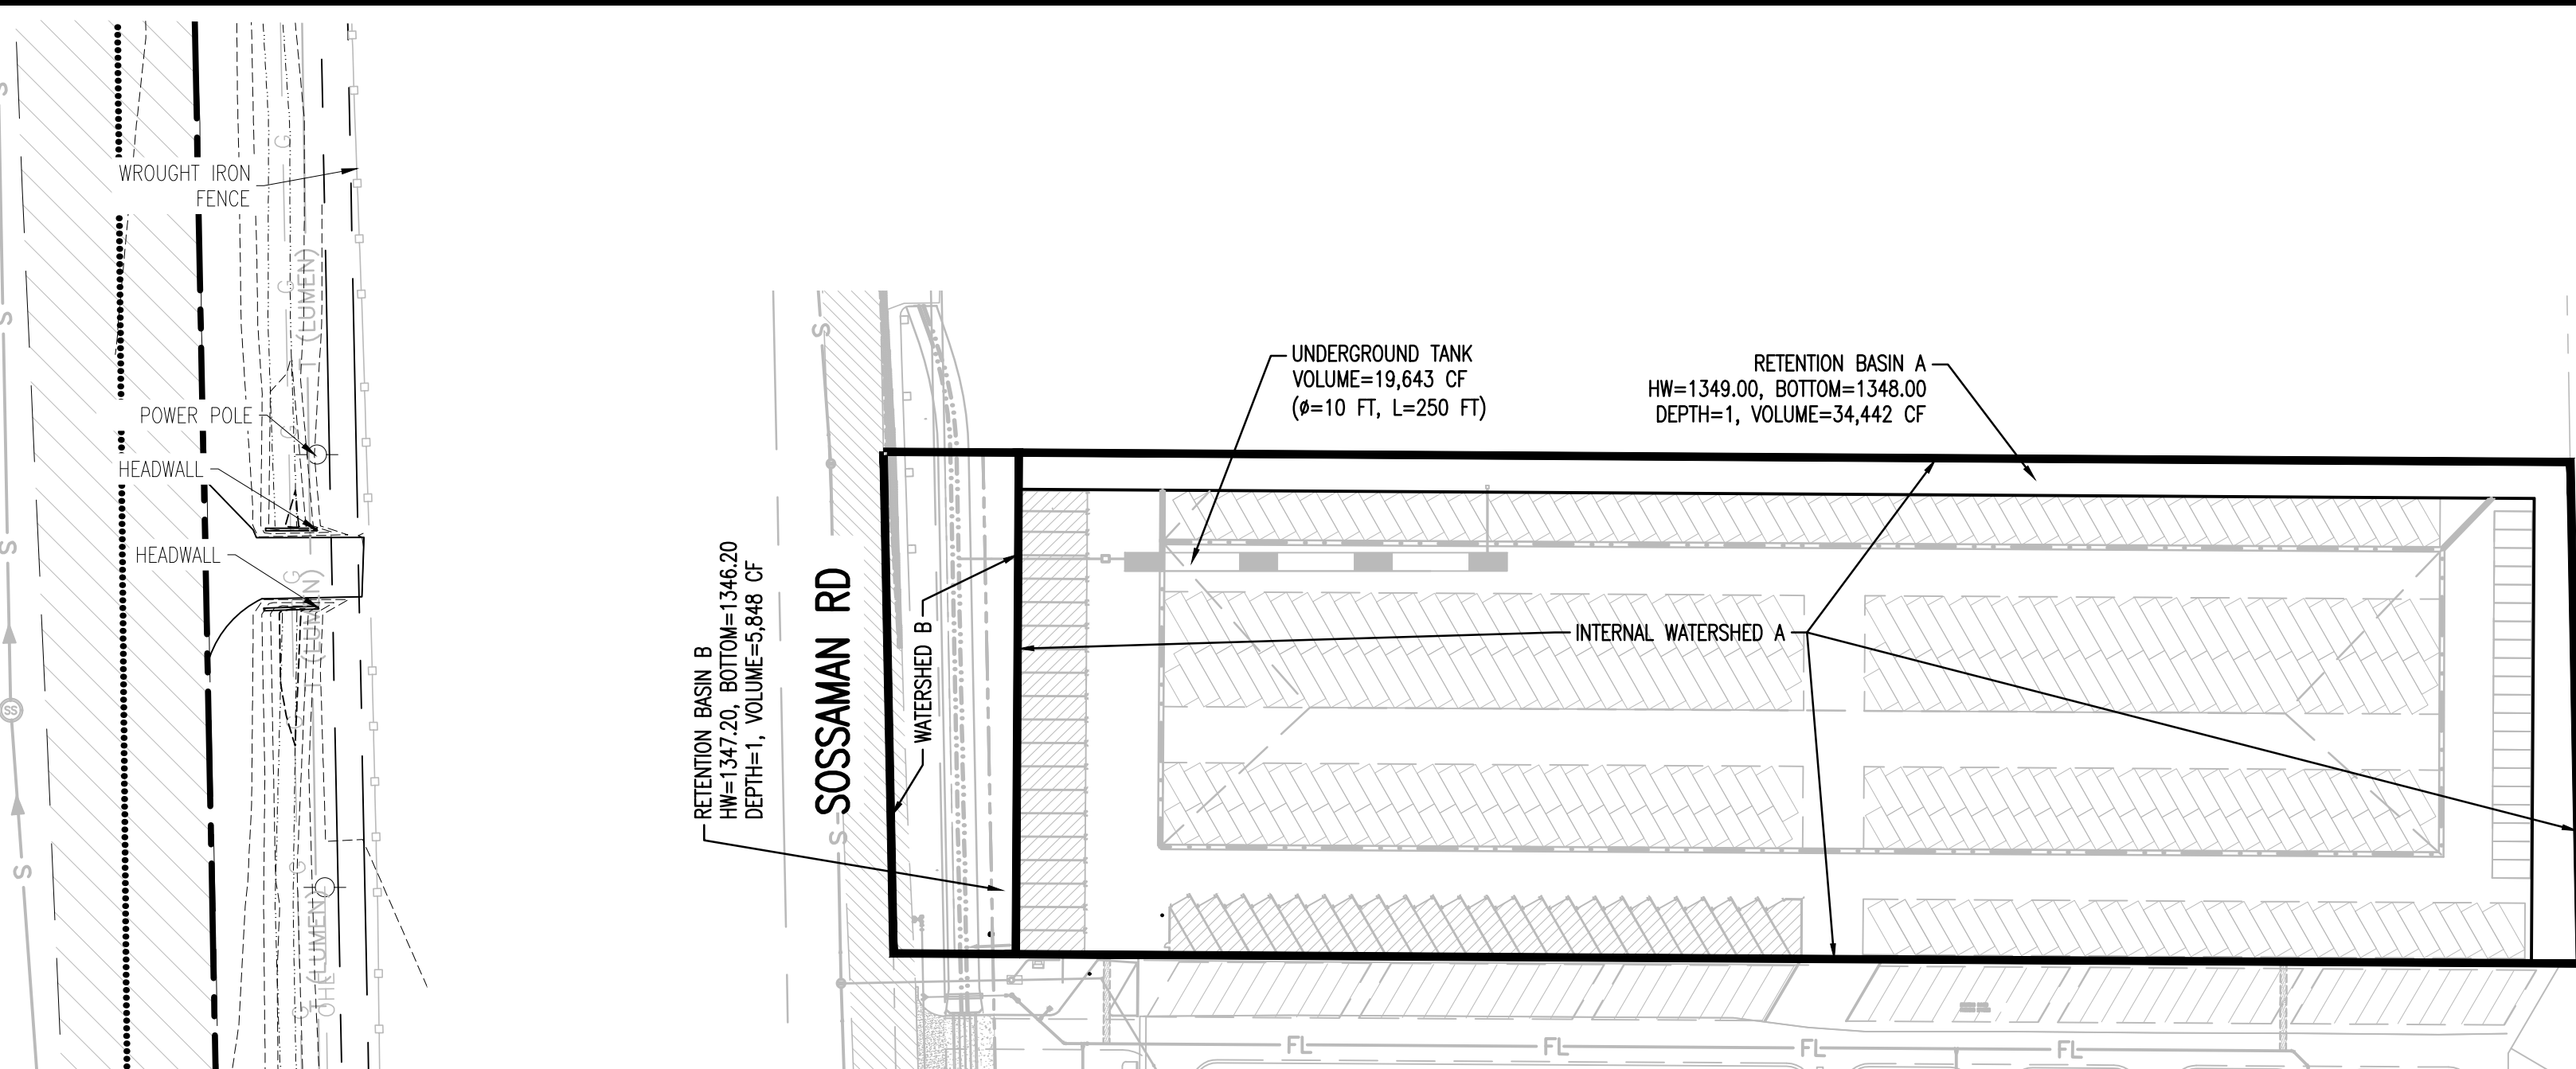 WROUGHT IRON
FENCE
POWER POLE
HEADWALL
HEADWALL
G
G
T (LUMEN)
G
G
T (LUMEN)
G
G
T (LUMEN)
OHE
S
S
S
S
S
SS
S
S
S
UNDERGROUND TANK
VOLUME=19,643 CF
(ø=10 FT, L=250 FT)
RETENTION BASIN A
HW=1349.00, BOTTOM=1348.00
DEPTH=1, VOLUME=34,442 CF
RETENTION BASIN B
HW=1347.20, BOTTOM=1346.20
DEPTH=1, VOLUME=5,848 CF
SOSSAMAN RD
WATERSHED B
INTERNAL WATERSHED A
FL
FL
FL
FL